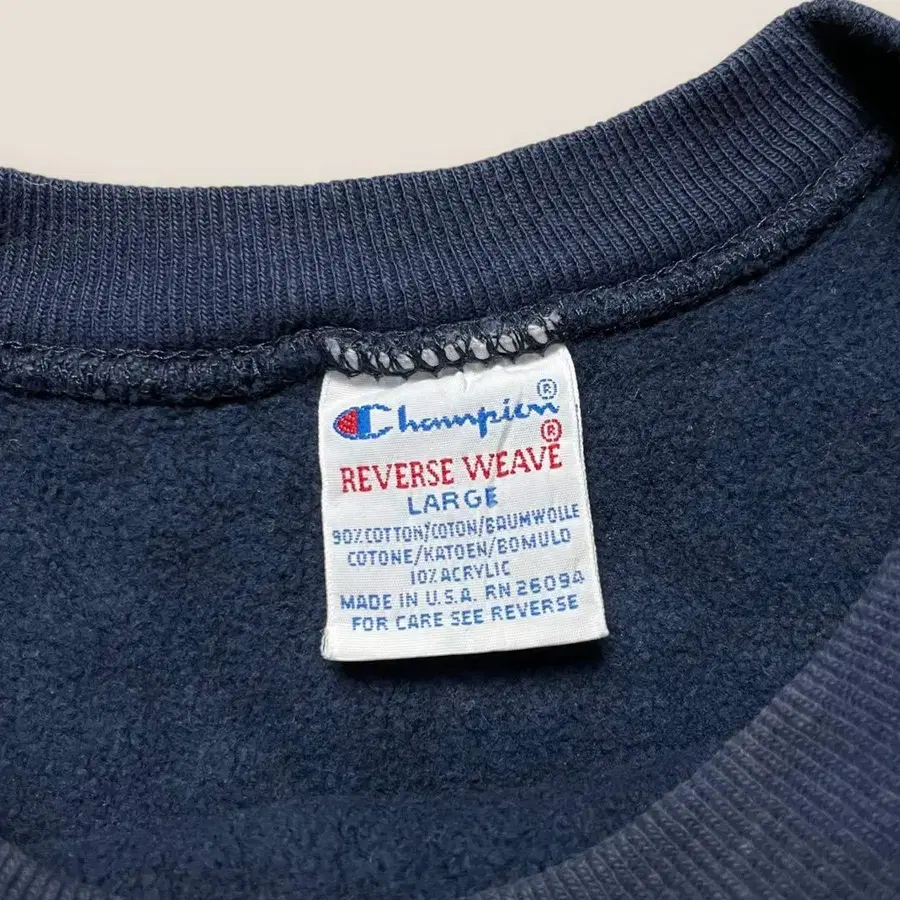 Champion®
REVERSE WEAVE®
LARGE
90% COTTON/COTON/BAUMWOLLE
COTONE/KATOEN/BOMULD
10% ACRYLIC
MADE IN U.S.A. RN 26094
FOR CARE SEE REVERSE